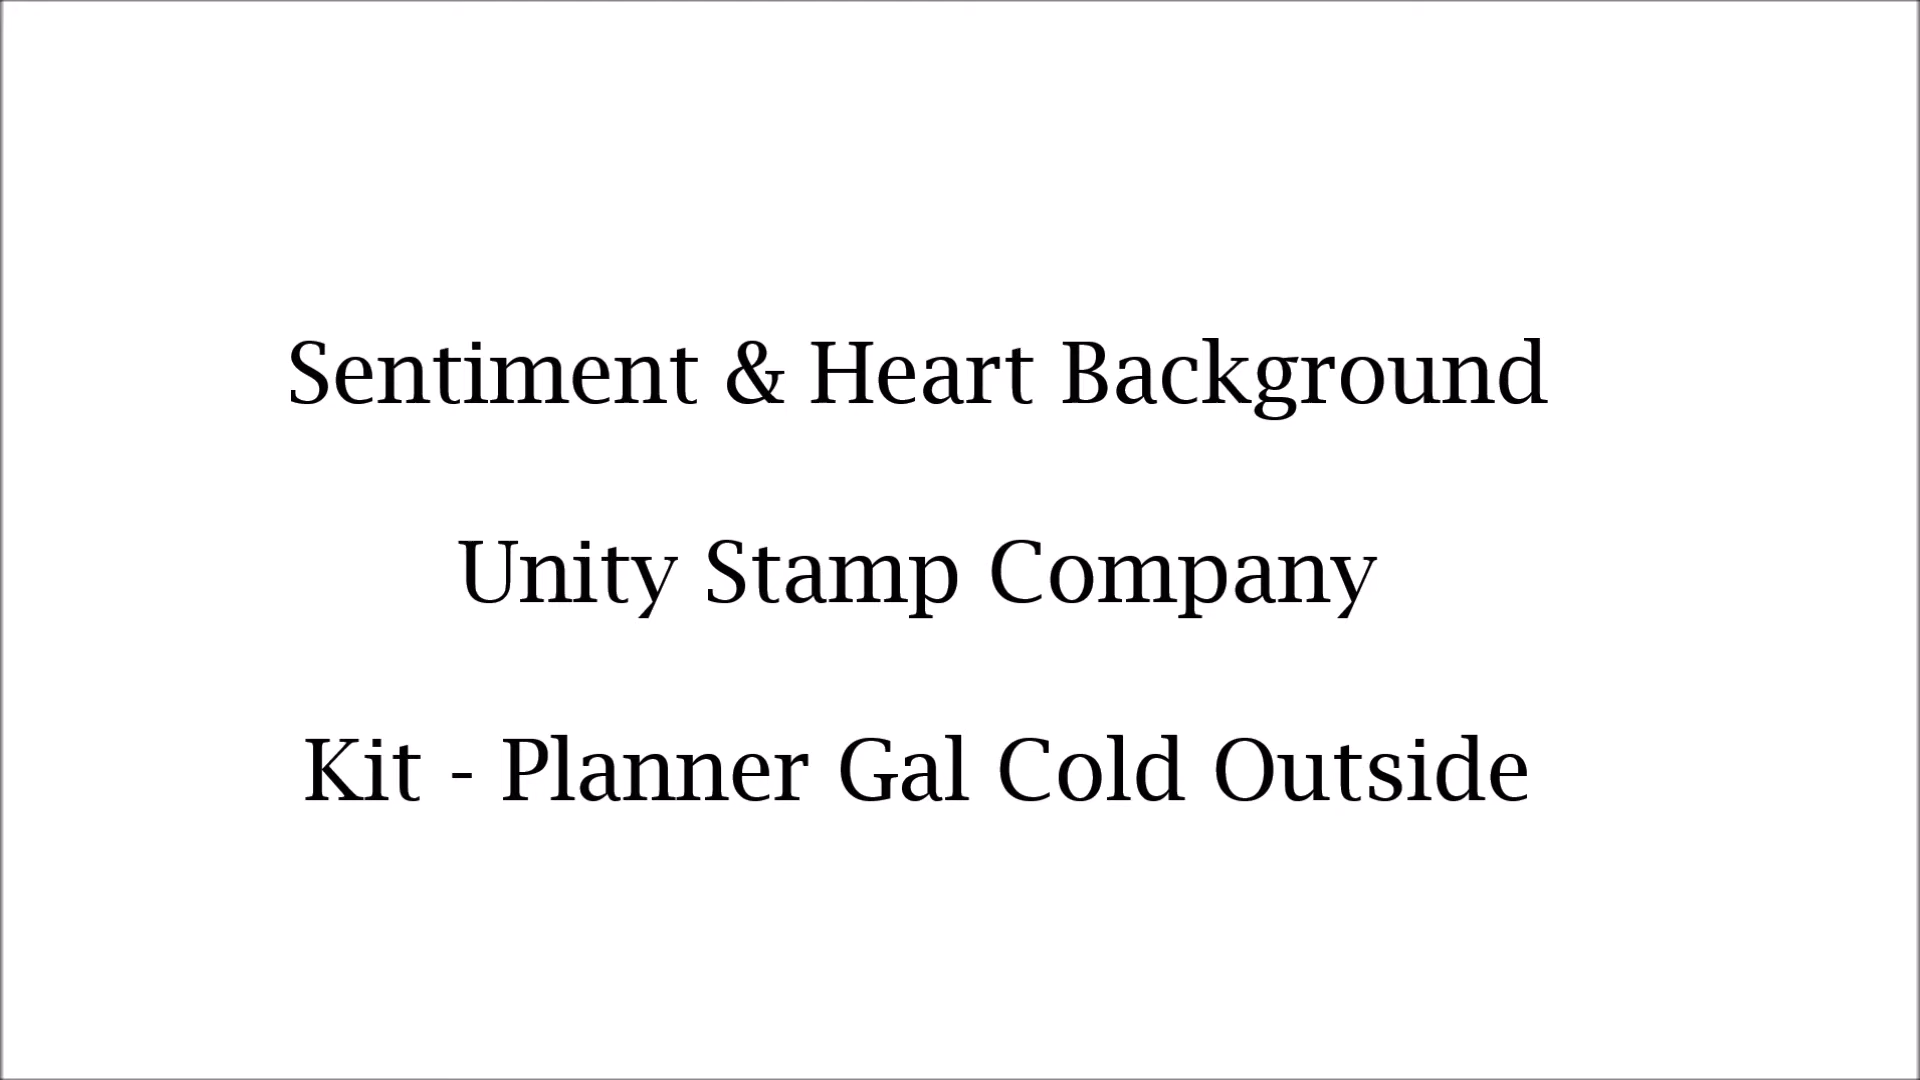 Sentiment & Heart Background
Unity Stamp Company
Kit - Planner Gal Cold Outside